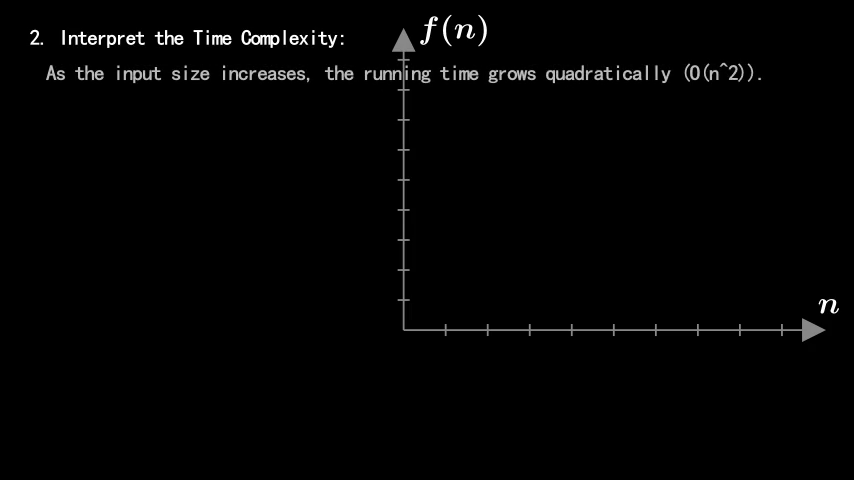 2. Interpret the Time Complexity:
f(n)
As the input size increases, the running time grows quadratically (O(n^2)).
n